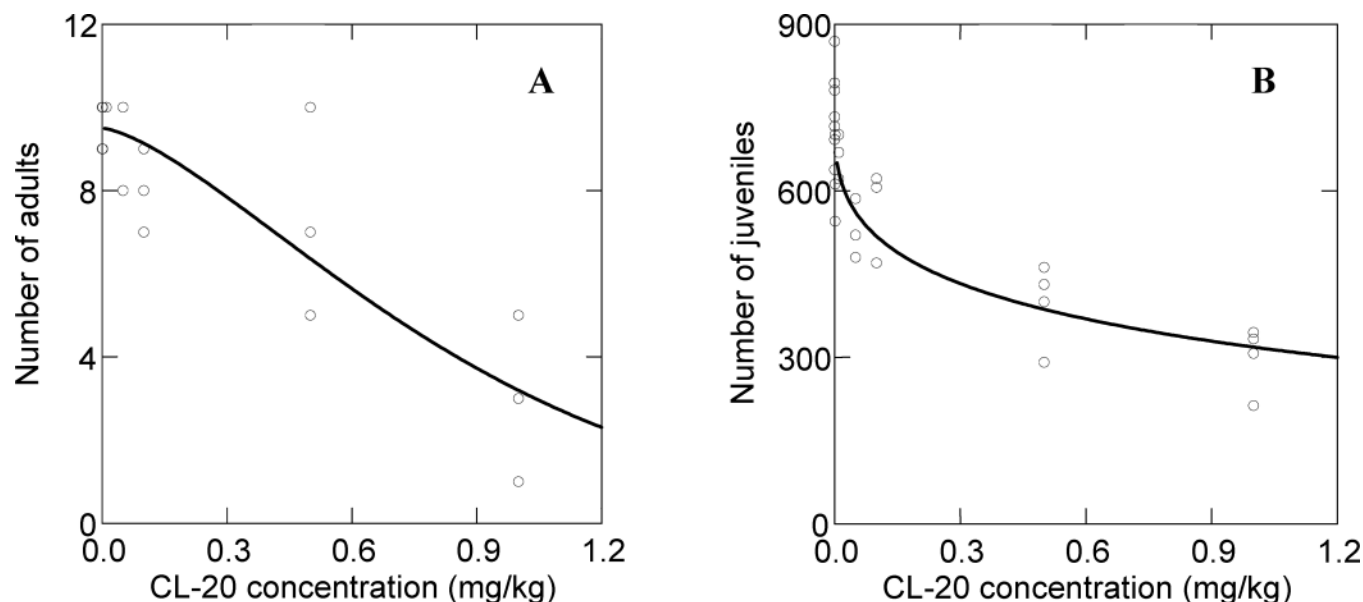 12
8
4
0
0.0 0.3 0.6 0.9 1.2
Number of adults
CL-20 concentration (mg/kg)
A
900
600
300
0
0.0 0.3 0.6 0.9 1.2
Number of juveniles
CL-20 concentration (mg/kg)
B